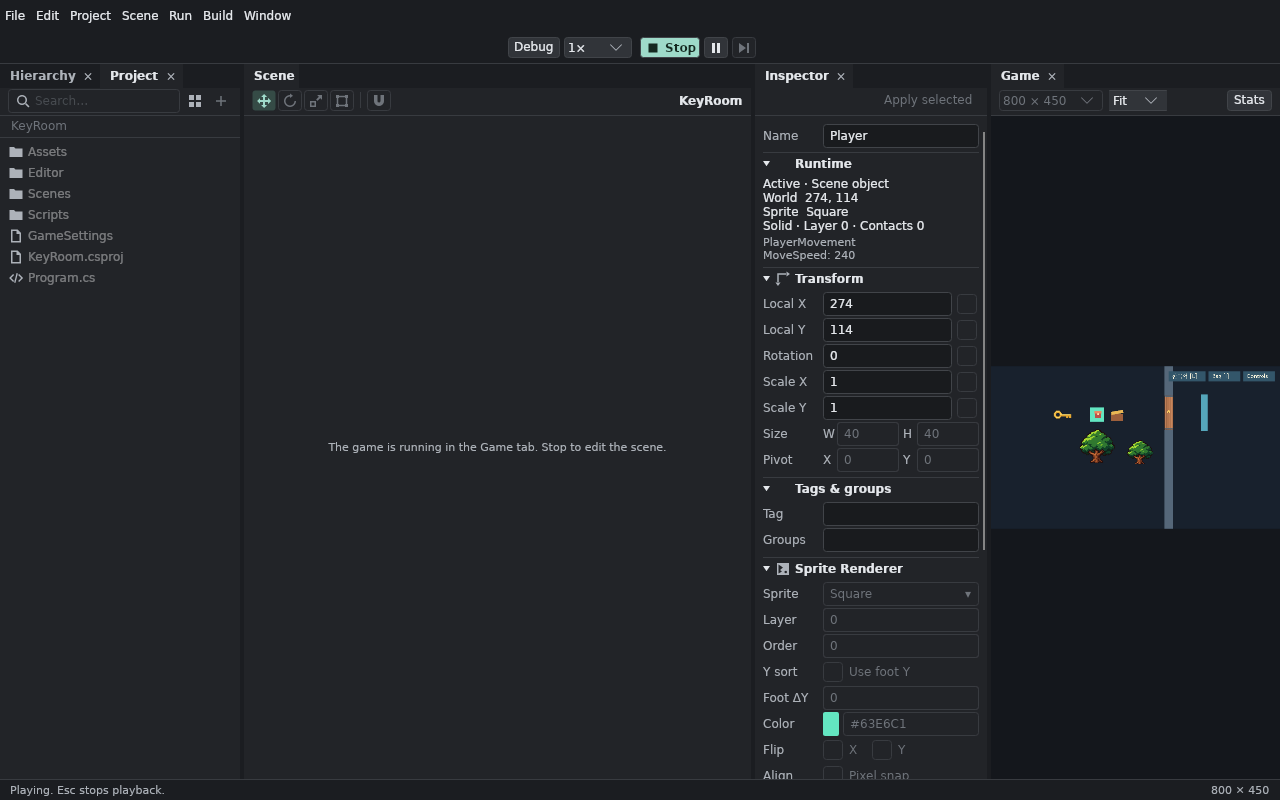 File Edit Project Scene Run Build Window
Debug 1× Stop
Hierarchy × Project ×
Scene
Inspector ×
Game ×
Search...
KeyRoom
Apply selected
800 × 450 Fit Stats
KeyRoom
Assets
Editor
Scenes
Scripts
GameSettings
KeyRoom.csproj
Program.cs
The game is running in the Game tab. Stop to edit the scene.
Name Player
Runtime
Active · Scene object
World 274, 114
Sprite Square
Solid · Layer 0 · Contacts 0
PlayerMovement
MoveSpeed: 240
Transform
Local X 274
Local Y 114
Rotation 0
Scale X 1
Scale Y 1
Size W 40 H 40
Pivot X 0 Y 0
Tags & groups
Tag
Groups
Sprite Renderer
Sprite Square
Layer 0
Order 0
Y sort Use foot Y
Foot ΔY 0
Color #63E6C1
Flip X Y
Align Pixel snap
Controls
Playing. Esc stops playback.
800 × 450